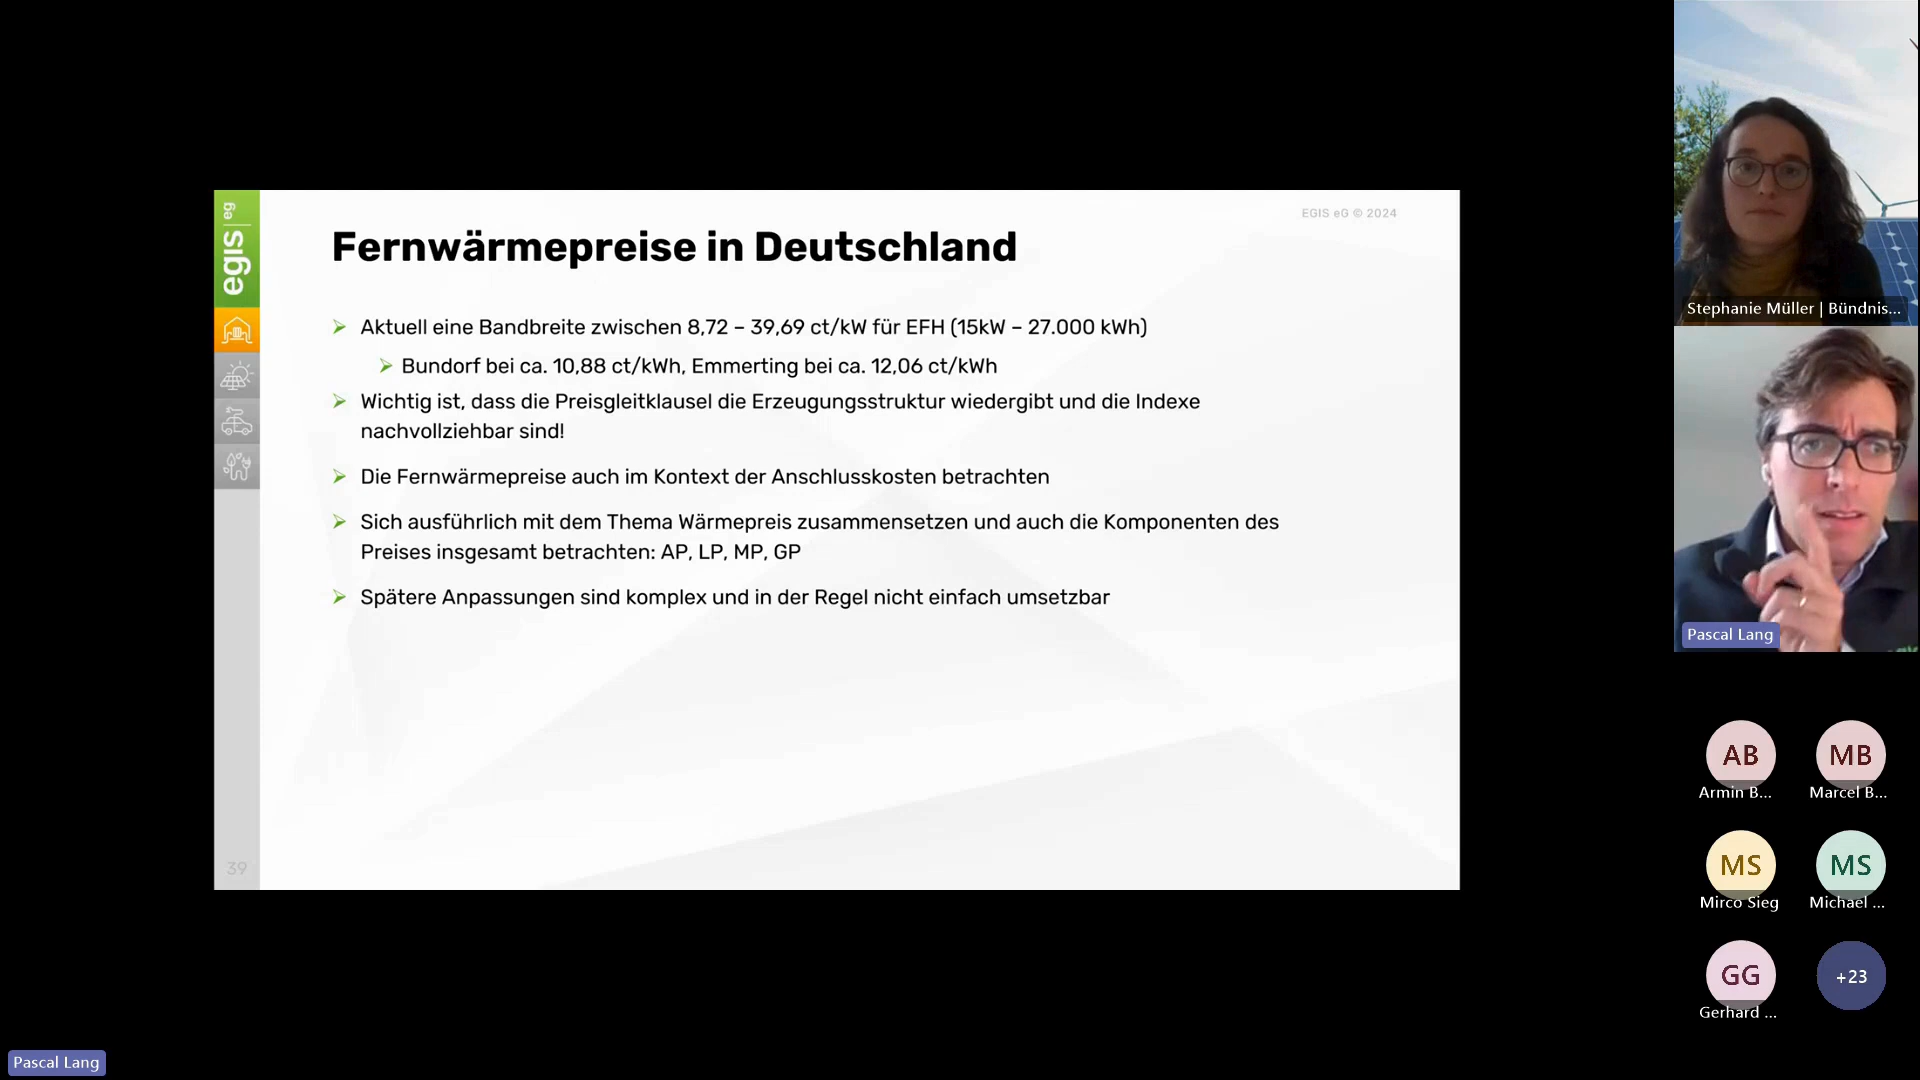 egis eg
EGIS eG © 2024
Fernwärmepreise in Deutschland
Aktuell eine Bandbreite zwischen 8,72 – 39,69 ct/kW für EFH (15kW – 27.000 kWh)
Bundorf bei ca. 10,88 ct/kWh, Emmerting bei ca. 12,06 ct/kWh
Wichtig ist, dass die Preisgleitklausel die Erzeugungsstruktur wiedergibt und die Indexe
nachvollziehbar sind!
Die Fernwärmepreise auch im Kontext der Anschlusskosten betrachten
Sich ausführlich mit dem Thema Wärmepreis zusammensetzen und auch die Komponenten des
Preises insgesamt betrachten: AP, LP, MP, GP
Spätere Anpassungen sind komplex und in der Regel nicht einfach umsetzbar
39
Stephanie Müller | Bündnis...
Pascal Lang
AB
MB
Armin B...
Marcel B...
MS
MS
Mirco Sieg
Michael ...
GG
+23
Gerhard ...
Pascal Lang